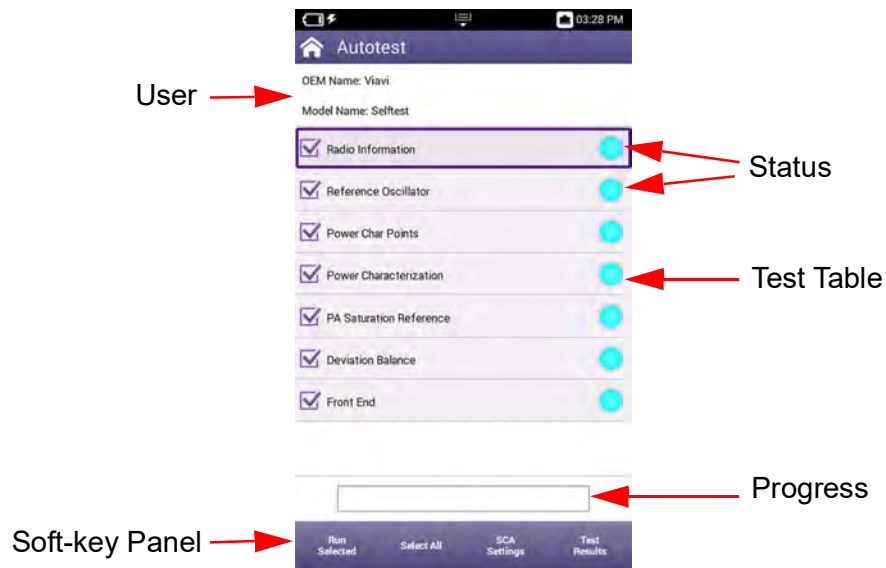 03:28 PM
Autotest
User
OEM Name: Viavi
Model Name: Selftest
Radio Information
Status
Reference Oscillator
Power Char Points
Power Characterization
Test Table
PA Saturation Reference
Deviation Balance
Front End
Progress
Soft-key Panel
Run
Selected
Select All
SCA
Settings
Test
Results